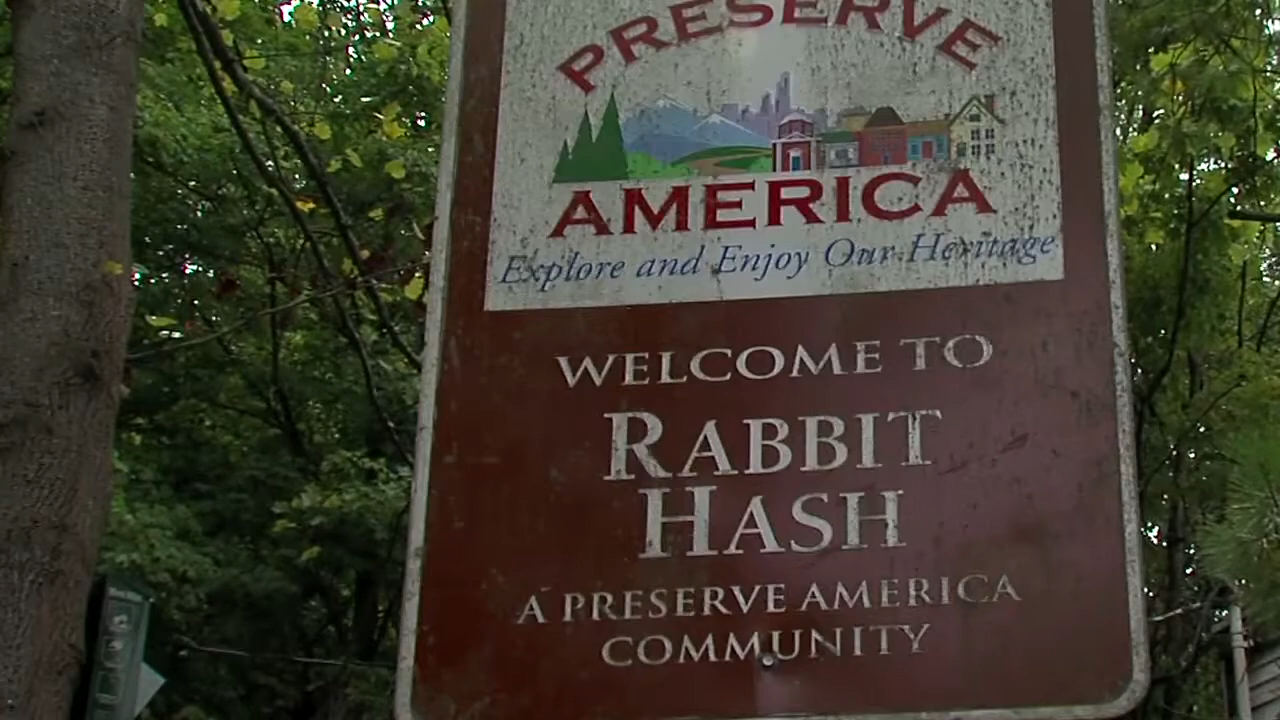 PRESERVE
AMERICA
Explore and Enjoy Our Heritage
WELCOME TO
RABBIT
HASH
A PRESERVE AMERICA
COMMUNITY